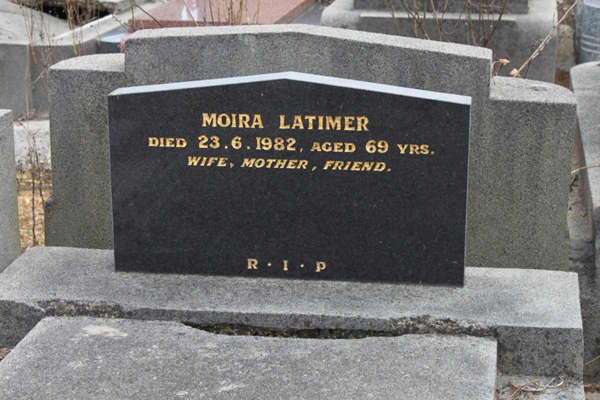 MOIRA LATIMER
DIED 23.6.1982, AGED 69 YRS.
WIFE, MOTHER, FRIEND.
R · I · P